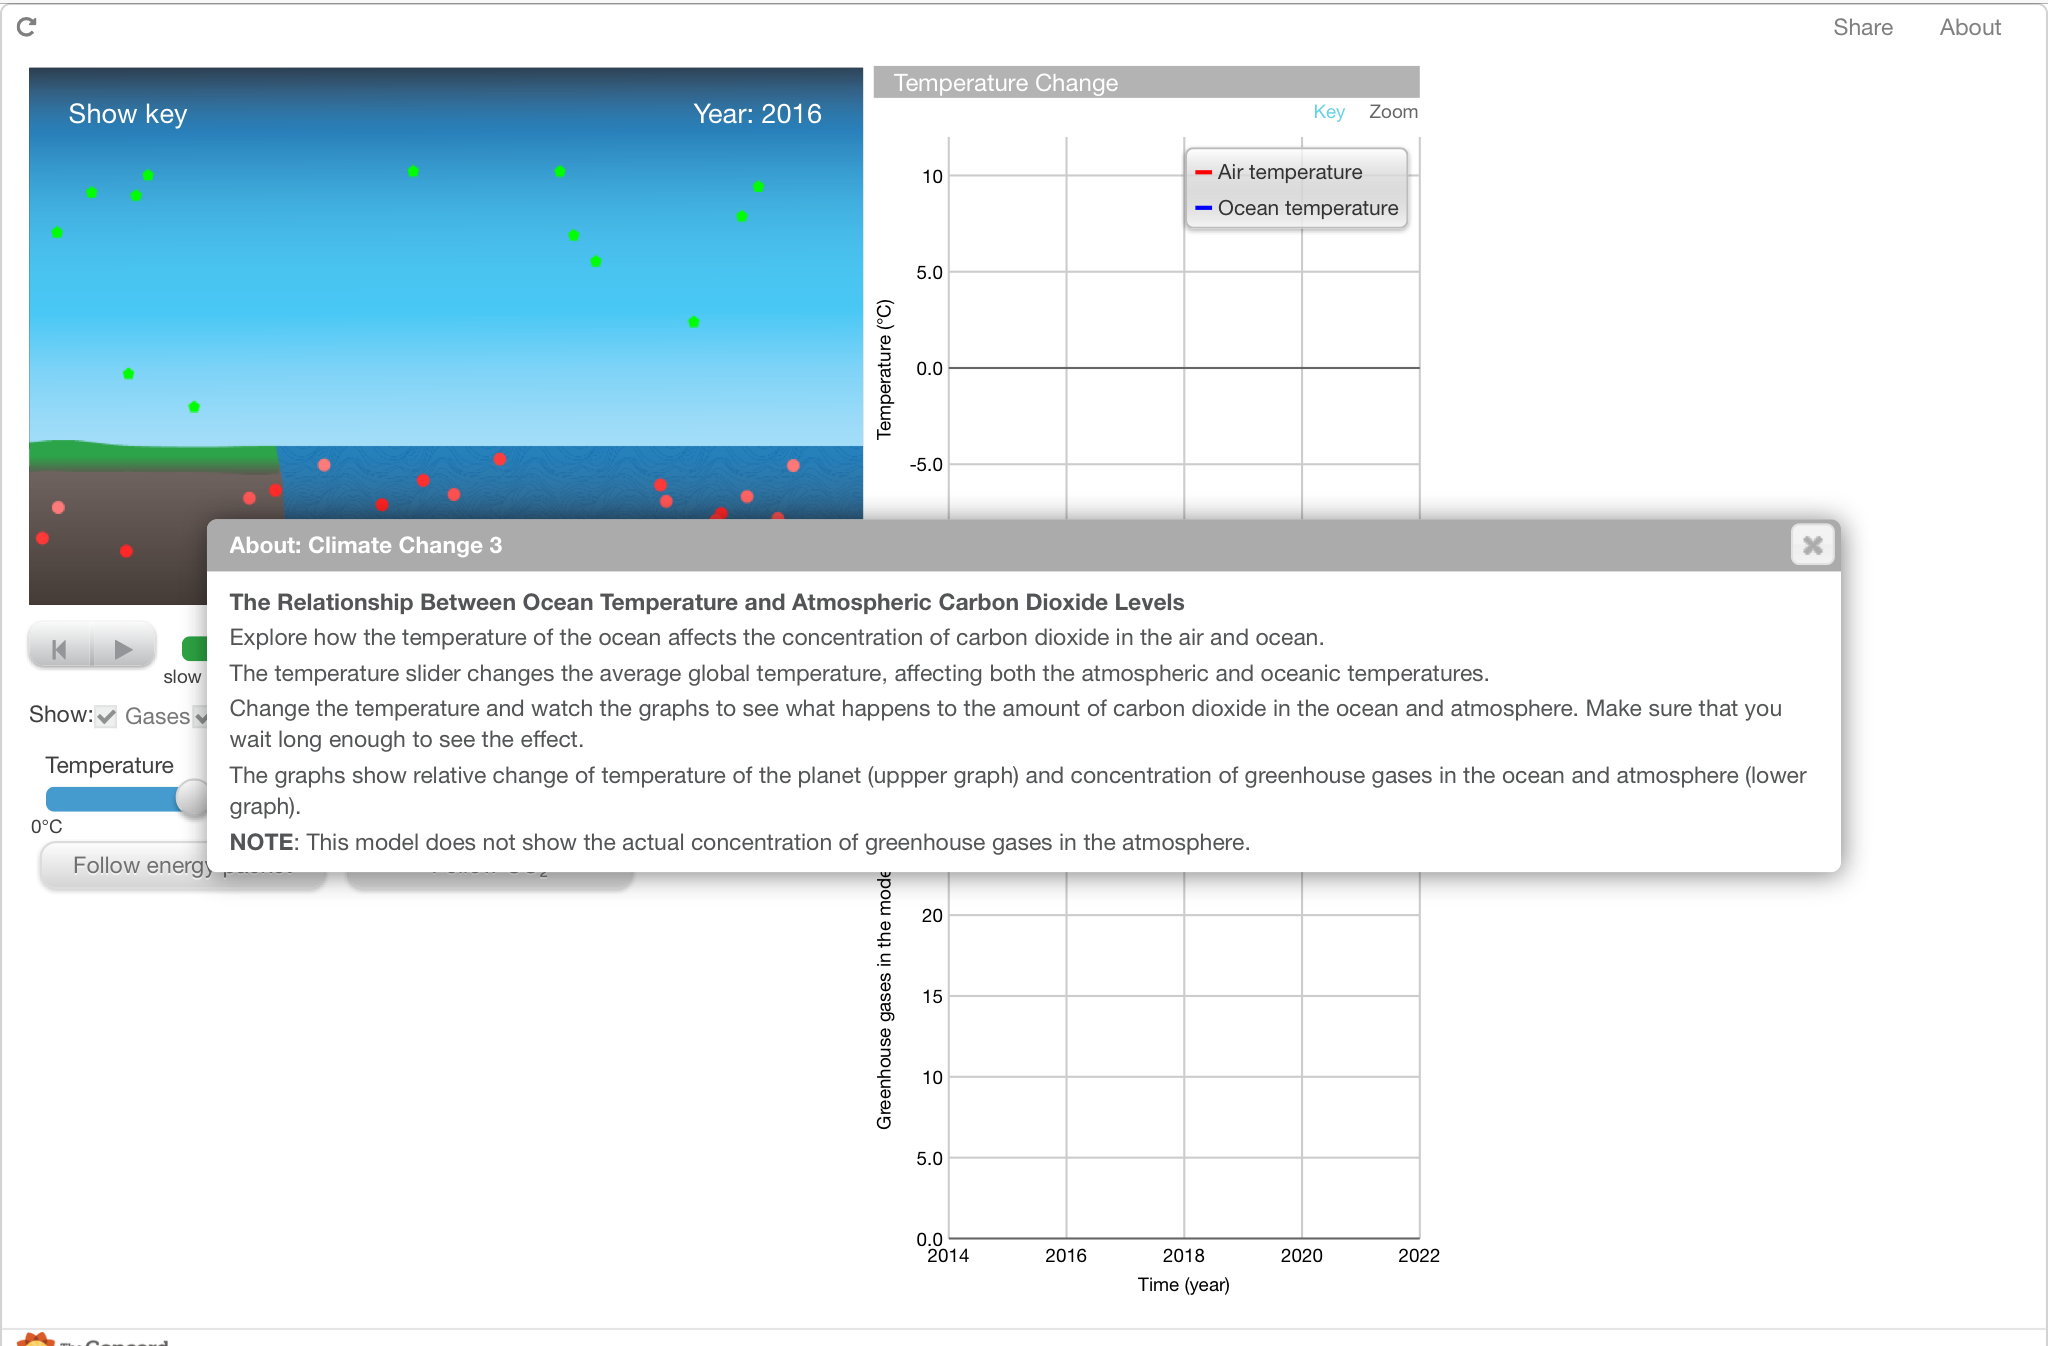 Share About
Show key Year: 2016
Temperature Change
Key Zoom
10
Air temperature
Ocean temperature
5.0
Temperature (°C)
0.0
-5.0
About: Climate Change 3
The Relationship Between Ocean Temperature and Atmospheric Carbon Dioxide Levels
Explore how the temperature of the ocean affects the concentration of carbon dioxide in the air and ocean.
The temperature slider changes the average global temperature, affecting both the atmospheric and oceanic temperatures.
Change the temperature and watch the graphs to see what happens to the amount of carbon dioxide in the ocean and atmosphere. Make sure that you
wait long enough to see the effect.
The graphs show relative change of temperature of the planet (uppper graph) and concentration of greenhouse gases in the ocean and atmosphere (lower
graph).
NOTE: This model does not show the actual concentration of greenhouse gases in the atmosphere.
slow
Show: Gases
Temperature
0°C
Follow energy
Greenhouse gases in the mode
20
15
10
5.0
0.0
2014 2016 2018 2020 2022
Time (year)
Concord